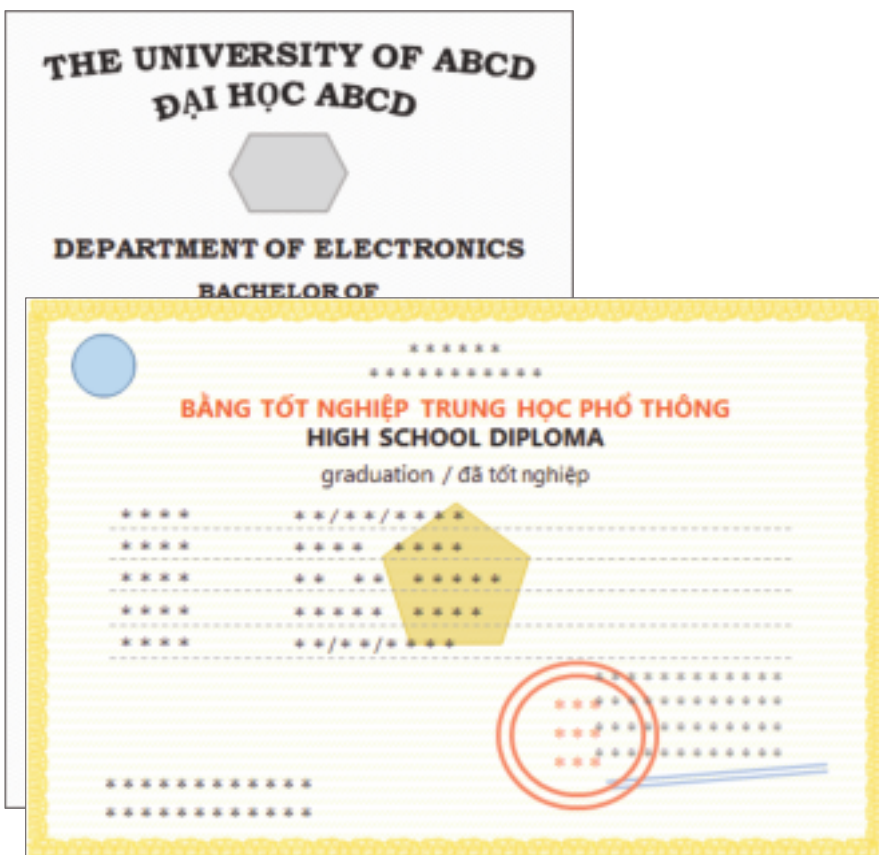 THE UNIVERSITY OF ABCD
ĐẠI HỌC ABCD
DEPARTMENT OF ELECTRONICS
BACHELOR OF
******
***********
BẰNG TỐT NGHIỆP TRUNG HỌC PHỔ THÔNG
HIGH SCHOOL DIPLOMA
graduation / đã tốt nghiệp
**** **/**/****
**** **** ****
**** ** ** *****
**** ***** ****
**** **/**/****
************
*** ************
*** ************
*** ************
************
************